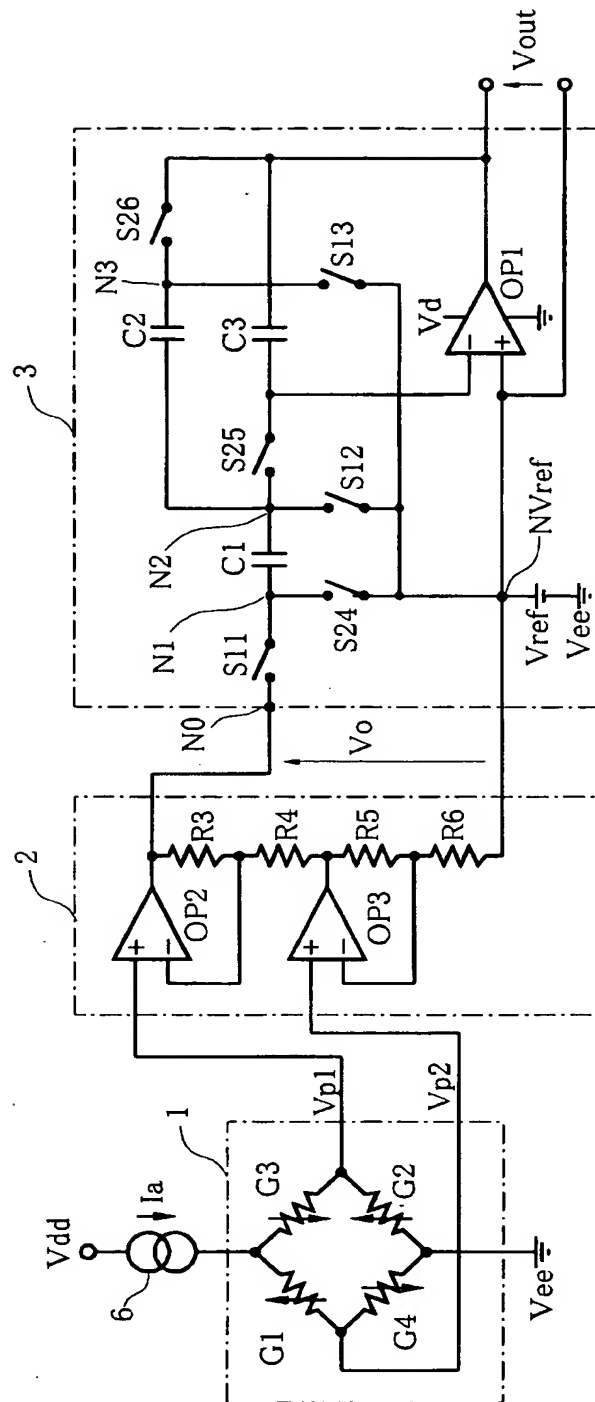 1
2
3
Vdd
Ia
6
G1
G3
G4
G2
Vee
Vp1
Vp2
OP2
+
−
OP3
+
−
R3
R4
R5
R6
Vo
N0
S11
N1
C1
N2
S25
S24
S12
C2
N3
S26
C3
S13
Vd
−
+
OP1
NVref
Vref
Vee
Vout